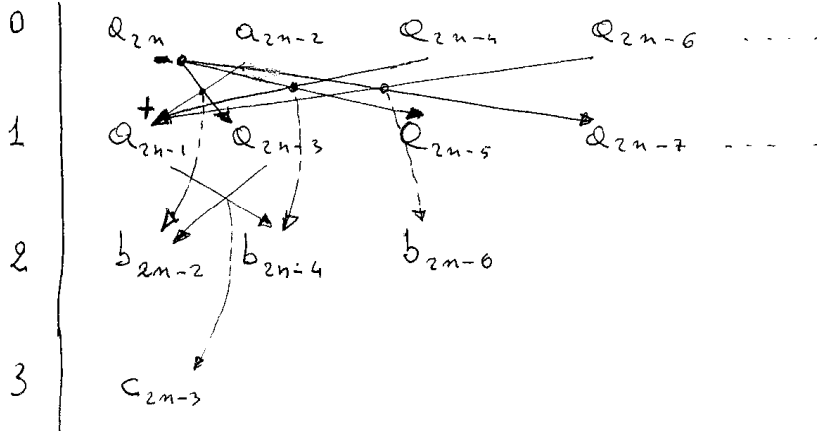 0 a₂ₙ a₂ₙ₋₂ a₂ₙ₋₄ a₂ₙ₋₆ ....
− +
1 a₂ₙ₋₁ a₂ₙ₋₃ a₂ₙ₋₅ a₂ₙ₋₇ ----
2 b₂ₙ₋₂ b₂ₙ₋₄ b₂ₙ₋₆
3 c₂ₙ₋₃